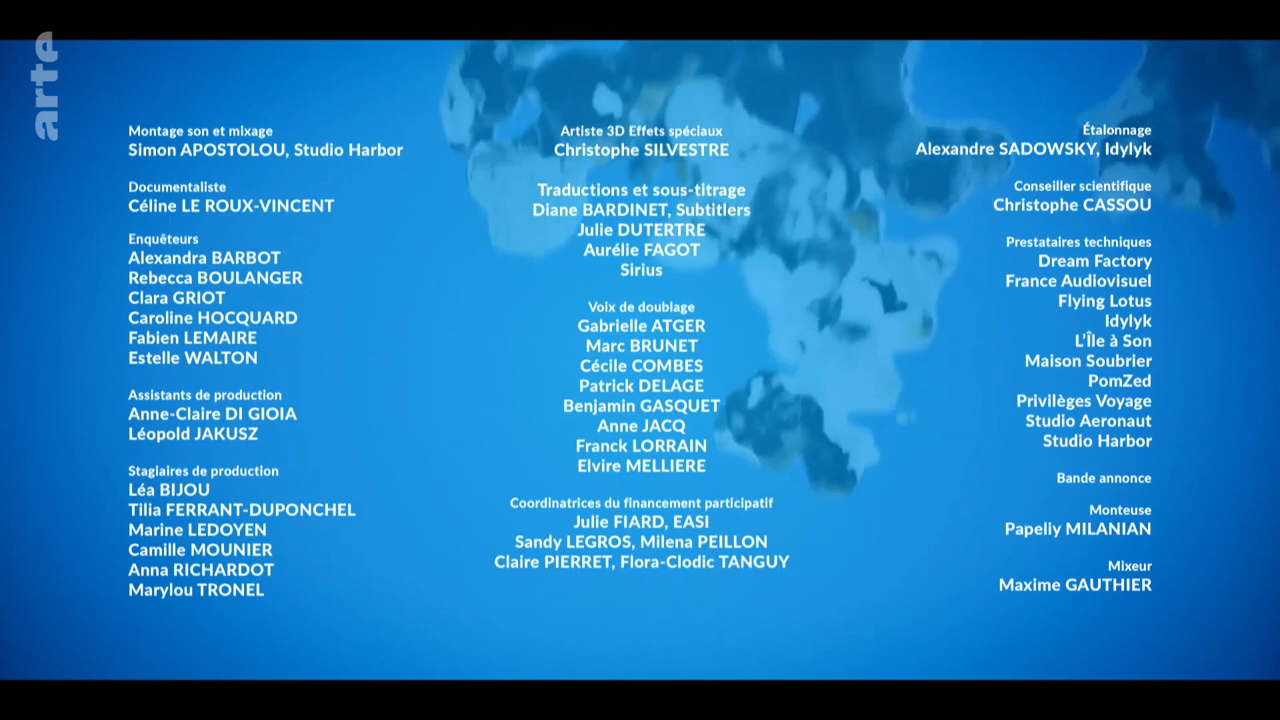 arte
Montage son et mixage
Simon APOSTOLOU, Studio Harbor
Documentaliste
Céline LE ROUX-VINCENT
Enquêteurs
Alexandra BARBOT
Rebecca BOULANGER
Clara GRIOT
Caroline HOCQUARD
Fabien LEMAIRE
Estelle WALTON
Assistants de production
Anne-Claire DI GIOIA
Léopold JAKUSZ
Stagiaires de production
Léa BIJOU
Tilia FERRANT-DUPONCHEL
Marine LEDOYEN
Camille MOUNIER
Anna RICHARDOT
Marylou TRONEL
Artiste 3D Effets spéciaux
Christophe SILVESTRE
Traductions et sous-titrage
Diane BARDINET, Subtitlers
Julie DUTERTRE
Aurélie FAGOT
Sirius
Voix de doublage
Gabrielle ATGER
Marc BRUNET
Cécile COMBES
Patrick DELAGE
Benjamin GASQUET
Anne JACQ
Franck LORRAIN
Elvire MELLIERE
Coordinatrices du financement participatif
Julie FIARD, EASI
Sandy LEGROS, Milena PEILLON
Claire PIERRET, Flora-Clodic TANGUY
Étalonnage
Alexandre SADOWSKY, Idylyk
Conseiller scientifique
Christophe CASSOU
Prestataires techniques
Dream Factory
France Audiovisuel
Flying Lotus
Idylyk
L'Île à Son
Maison Soubrier
PomZed
Privilèges Voyage
Studio Aeronaut
Studio Harbor
Bande annonce
Monteuse
Papeliy MILANIAN
Mixeur
Maxime GAUTHIER